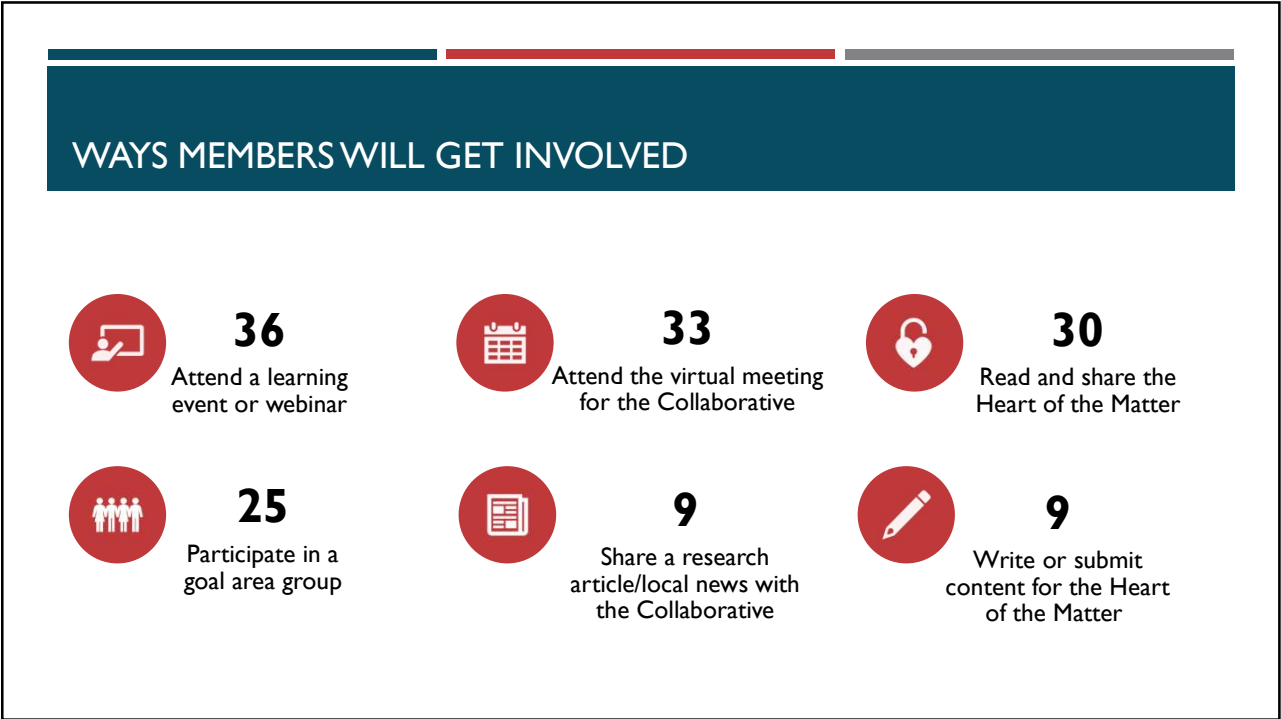 WAYS MEMBERS WILL GET INVOLVED
36
Attend a learning
event or webinar
33
Attend the virtual meeting
for the Collaborative
30
Read and share the
Heart of the Matter
25
Participate in a
goal area group
9
Share a research
article/local news with
the Collaborative
9
Write or submit
content for the Heart
of the Matter